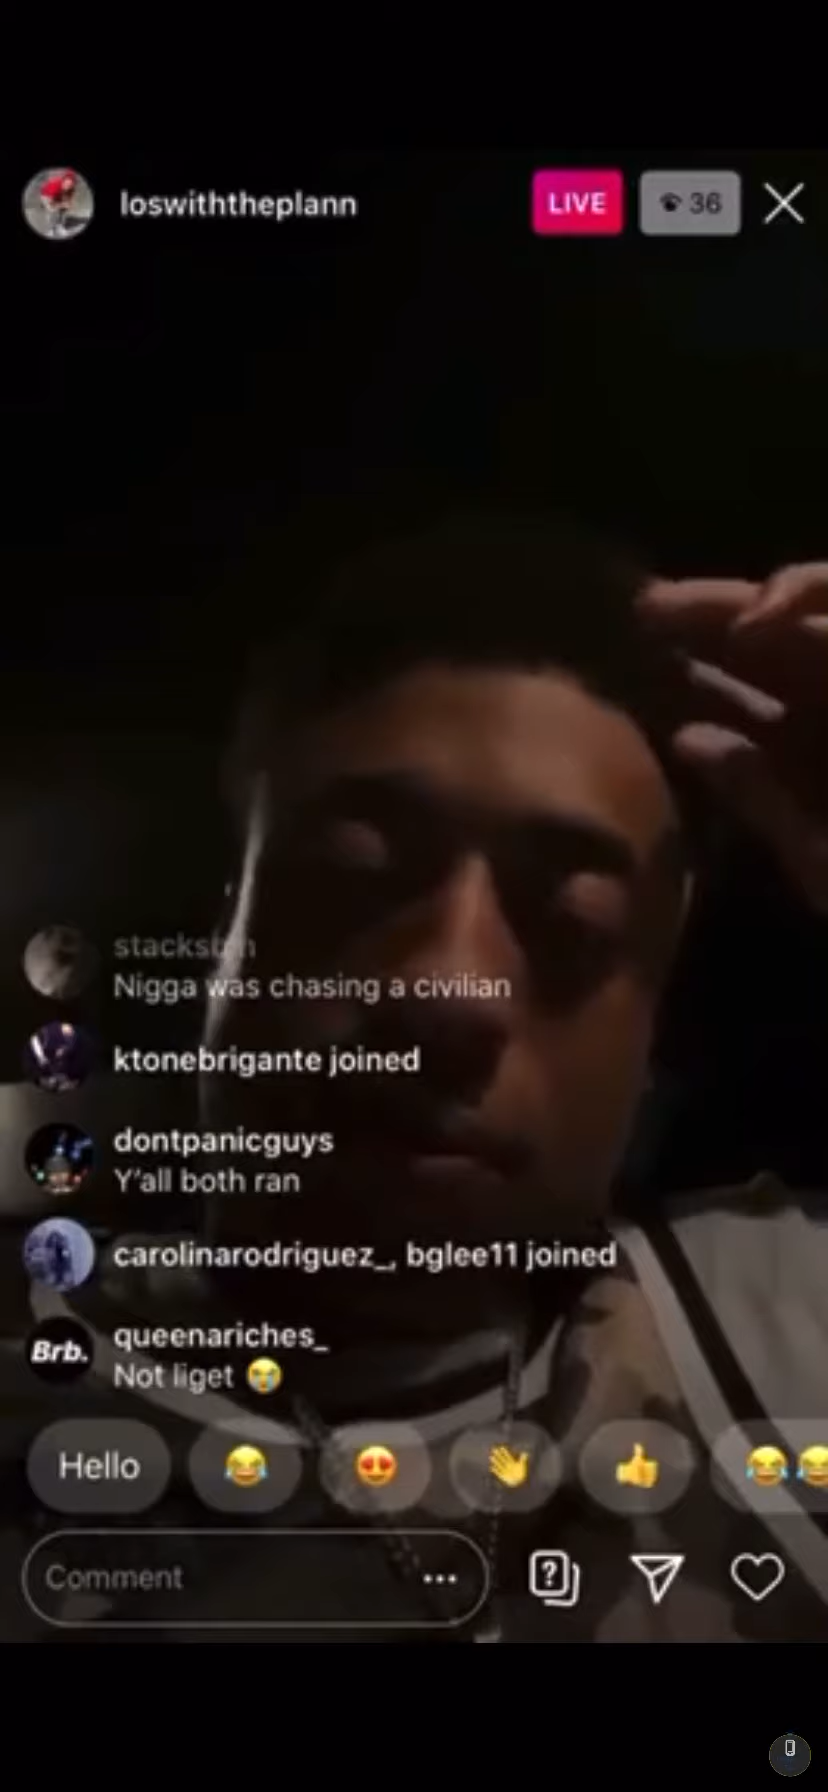 loswiththeplann
LIVE
36
Nigga was chasing a civilian
ktonebrigante joined
dontpanicguys
Y'all both ran
carolinarodriguez_, bglee11 joined
Brb.
queenariches_
Not liget 😭
Hello
Comment